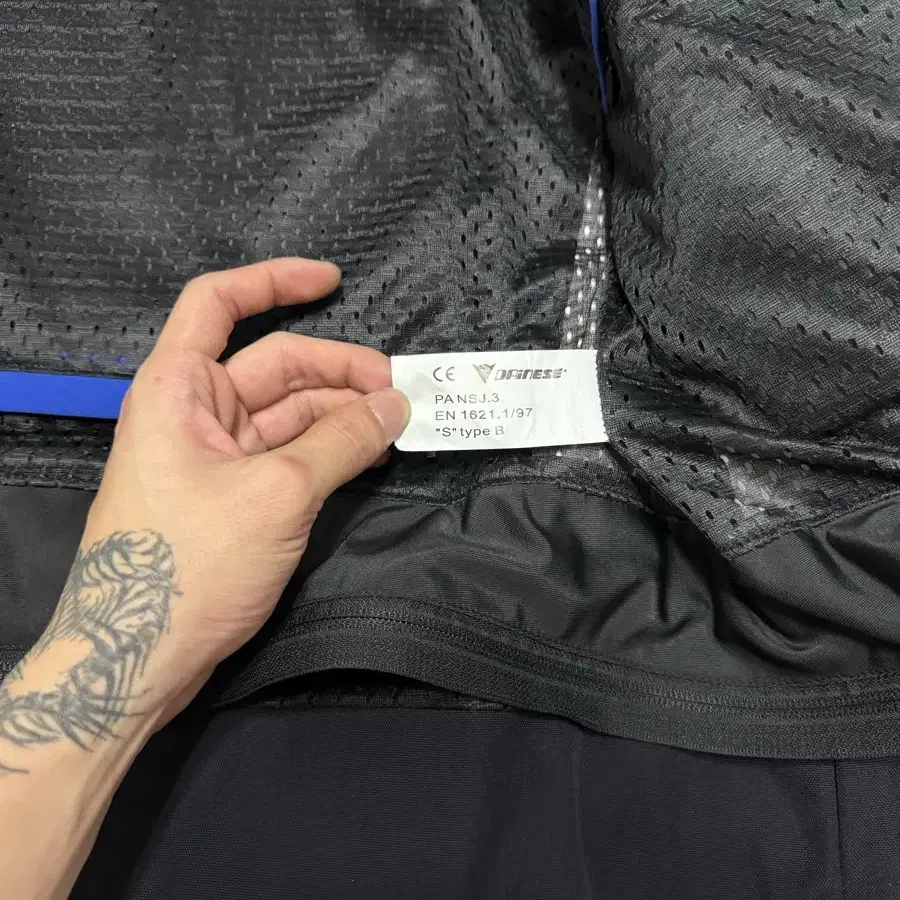 CE DAINESE
PA NSJ.3
EN 1621.1/97
"S" type B